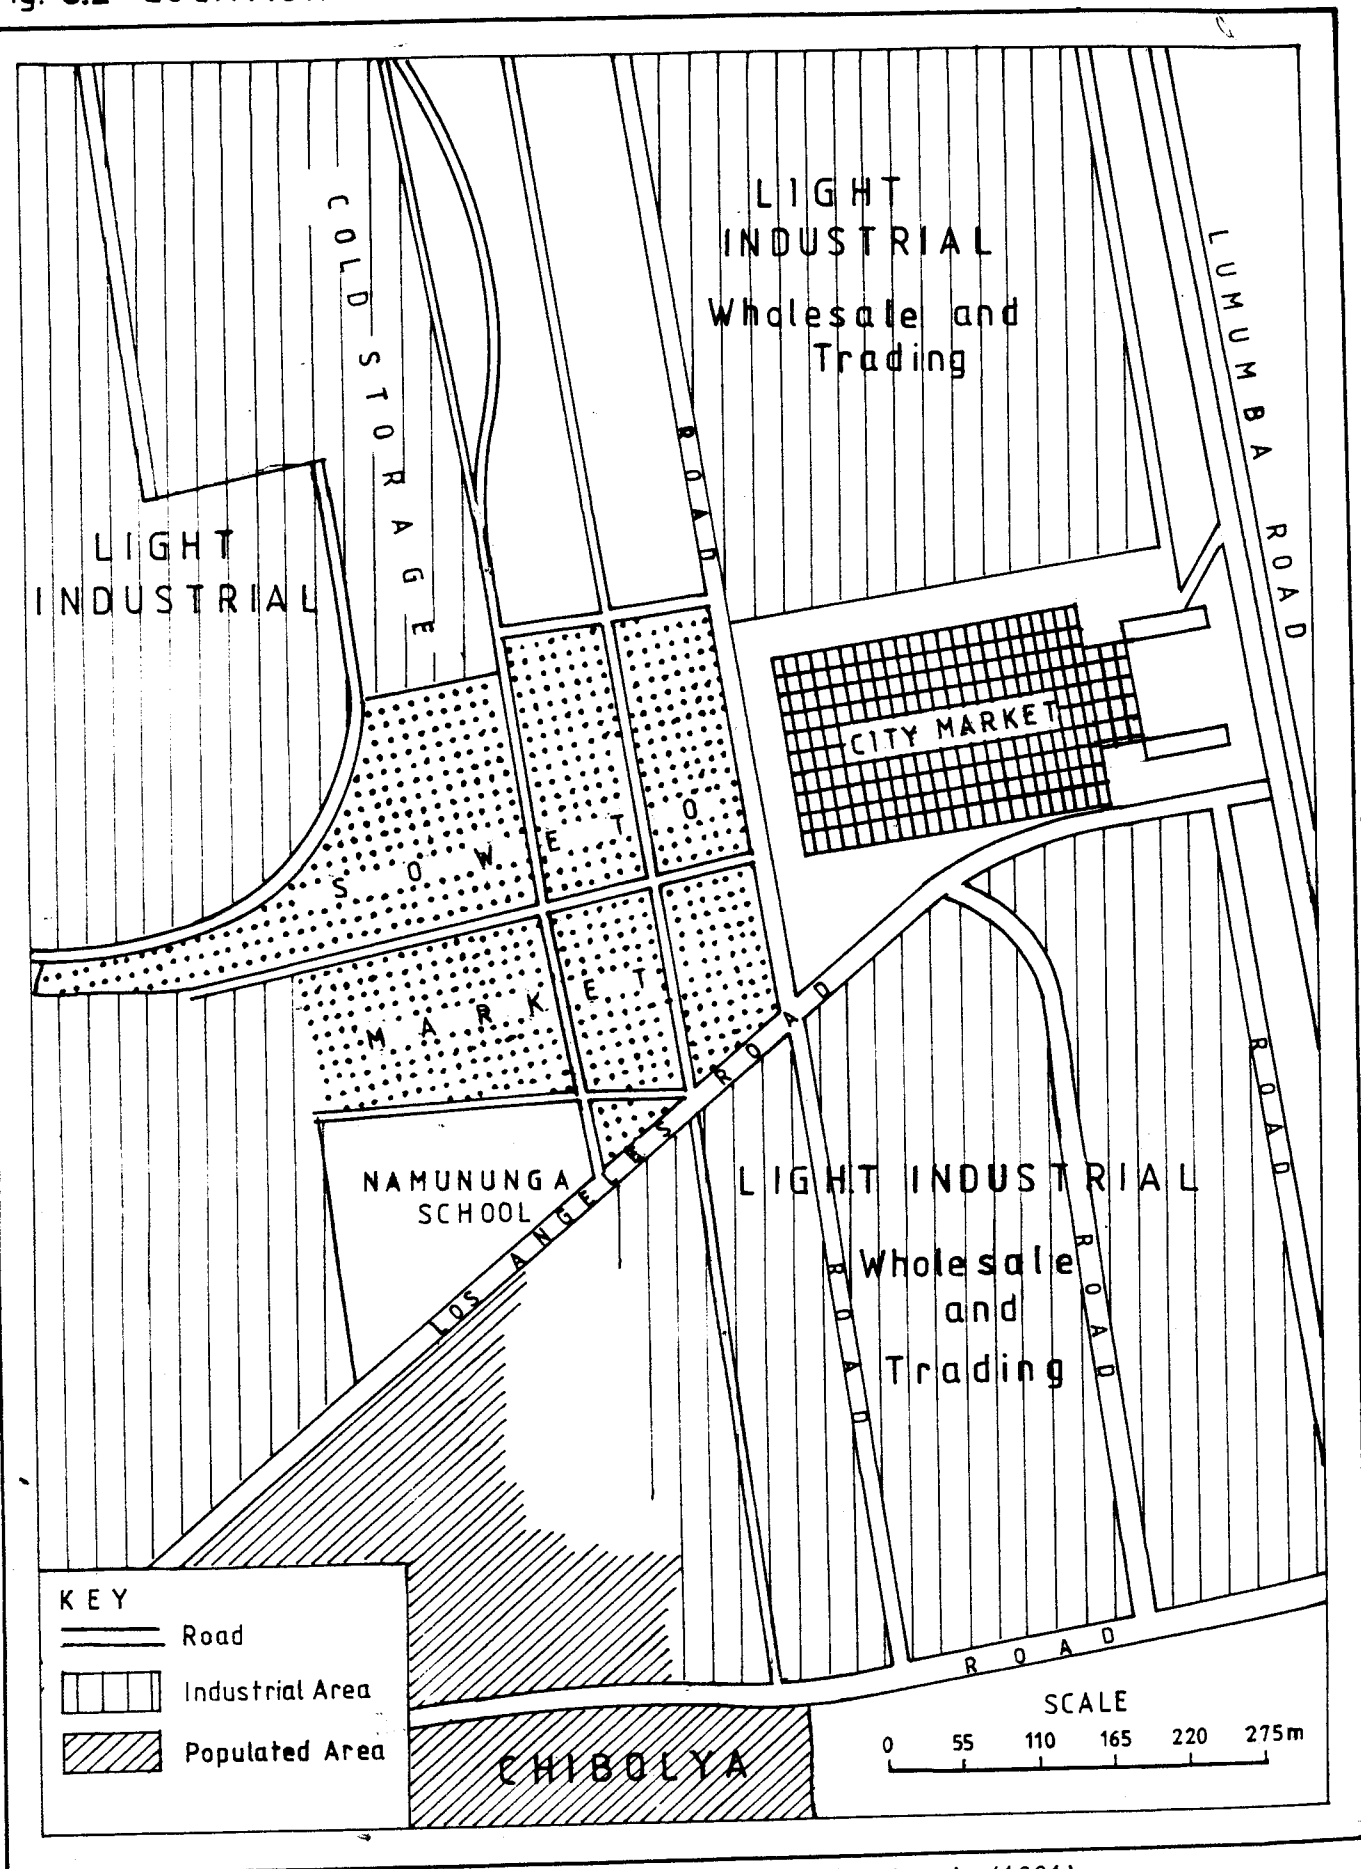 LIGHT
INDUSTRIAL
Wholesale and
Trading
COLD STORAGE
ROAD
LUMUMBA ROAD
LIGHT
INDUSTRIAL
CITY MARKET
SOWETO
MARKET
NAMUNUNGA
SCHOOL
LOS ANGELES ROAD
LIGHT INDUSTRIAL
Wholesale
and
Trading
ROAD
ROAD
ROAD
ROAD
CHIBOLYA
KEY
Road
Industrial Area
Populated Area
SCALE
0 55 110 165 220 275m